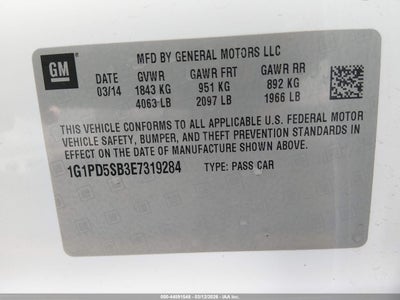 GM
MFD BY GENERAL MOTORS LLC
DATE GVWR GAWR FRT GAWR RR
03/14 1843 KG 951 KG 892 KG
4063 LB 2097 LB 1966 LB
THIS VEHICLE CONFORMS TO ALL APPLICABLE U.S. FEDERAL MOTOR
VEHICLE SAFETY, BUMPER, AND THEFT PREVENTION STANDARDS IN
EFFECT ON THE DATE OF MANUFACTURE SHOWN ABOVE.
1G1PD5SB3E7319284 TYPE: PASS CAR